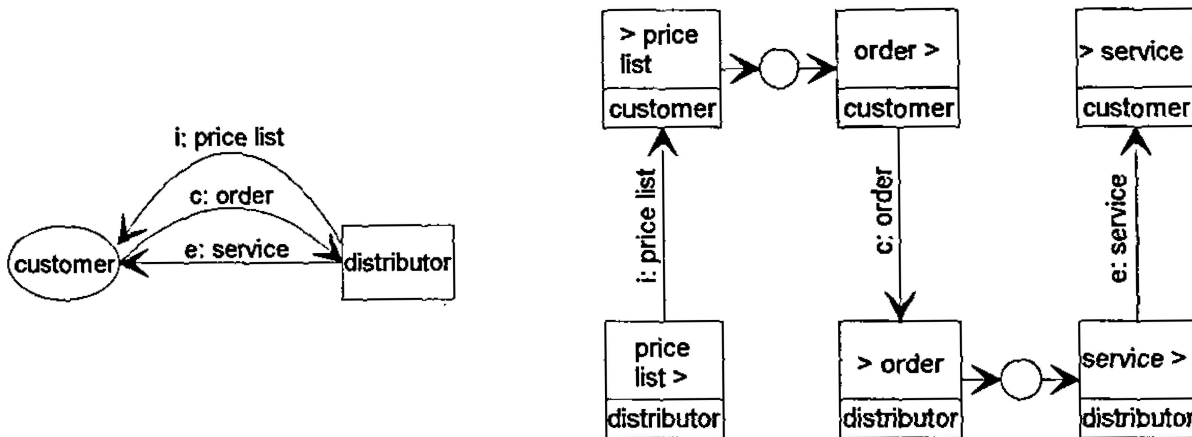 i: price list
c: order
e: service
customer
distributor
> price
list
customer
order >
customer
> service
customer
i: price list
c: order
e: service
price
list >
distributor
> order
distributor
service >
distributor